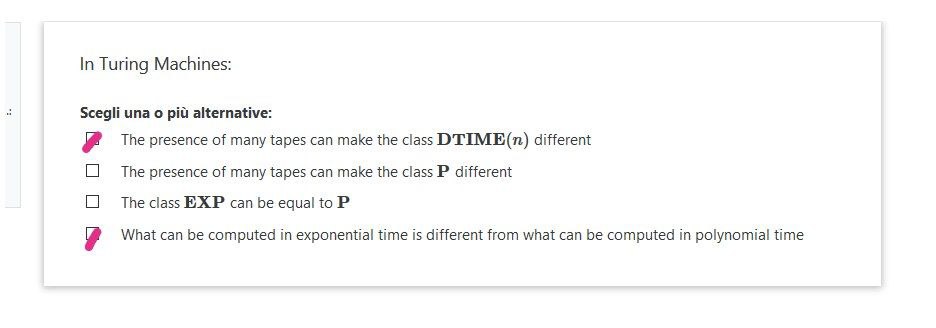 In Turing Machines:
Scegli una o più alternative:
The presence of many tapes can make the class DTIME(n) different
The presence of many tapes can make the class P different
The class EXP can be equal to P
What can be computed in exponential time is different from what can be computed in polynomial time